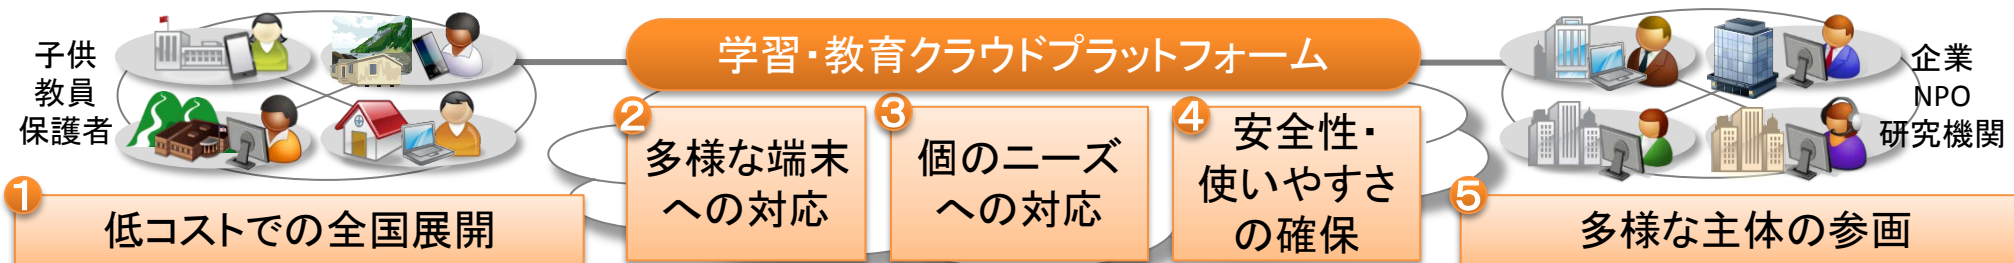 子供
教員
保護者
学習・教育クラウドプラットフォーム
企業
NPO
研究機関
1
低コストでの全国展開
2
多様な端末
への対応
3
個のニーズ
への対応
4
安全性・
使いやすさ
の確保
5
多様な主体の参画